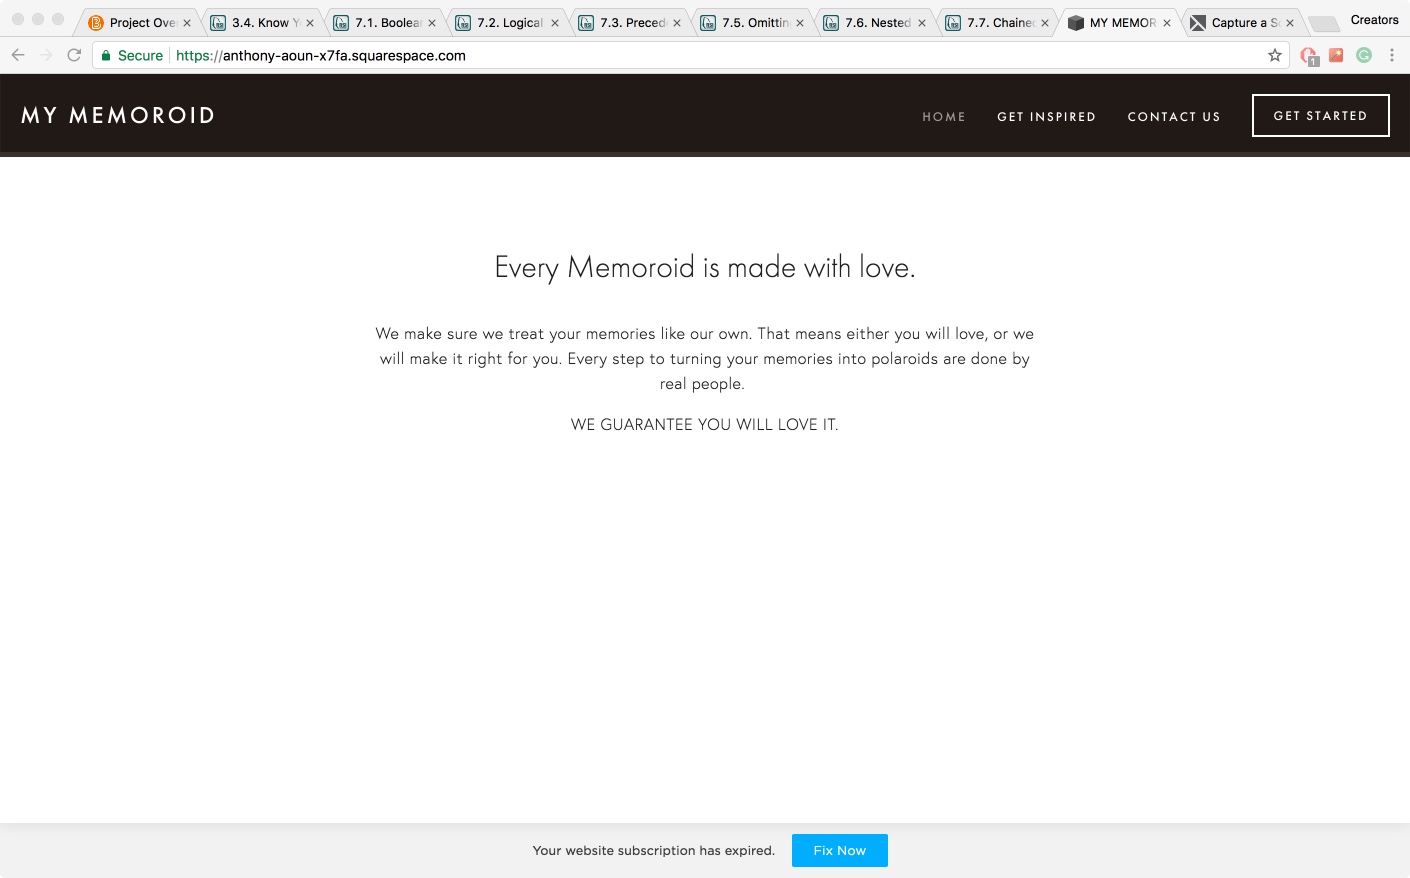 Project Over
3.4. Know Y
7.1. Boolean
7.2. Logical
7.3. Preced
7.5. Omittin
7.6. Nested
7.7. Chained
MY MEMOR
Capture a Sc
Creators
Secure
https://anthony-aoun-x7fa.squarespace.com
1
MY MEMOROID
HOME
GET INSPIRED
CONTACT US
GET STARTED
Every Memoroid is made with love.
We make sure we treat your memories like our own. That means either you will love, or we
will make it right for you. Every step to turning your memories into polaroids are done by
real people.
WE GUARANTEE YOU WILL LOVE IT.
Your website subscription has expired.
Fix Now